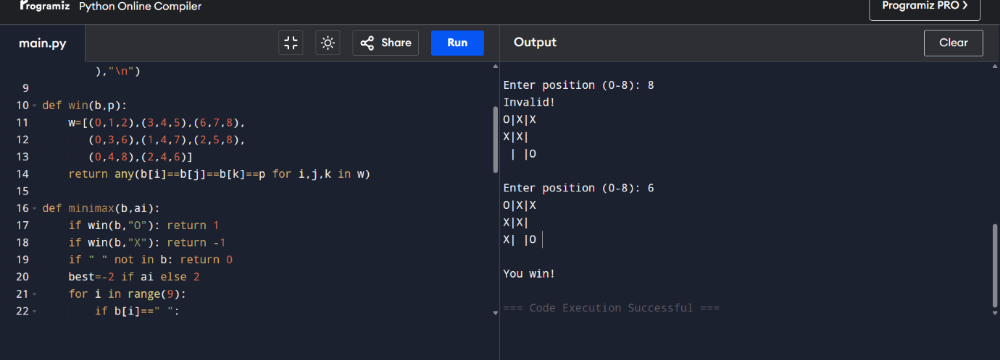 Programiz Python Online Compiler
Programiz PRO >
main.py
Share
Run
Output
Clear
),"\n")
9
10 def win(b,p):
11 w=[(0,1,2),(3,4,5),(6,7,8),
12 (0,3,6),(1,4,7),(2,5,8),
13 (0,4,8),(2,4,6)]
14 return any(b[i]==b[j]==b[k]==p for i,j,k in w)
15
16 def minimax(b,ai):
17 if win(b,"O"): return 1
18 if win(b,"X"): return -1
19 if " " not in b: return 0
20 best=-2 if ai else 2
21 for i in range(9):
22 if b[i]==" ":
Enter position (0-8): 8
Invalid!
O|X|X
X|X|
 | |O
Enter position (0-8): 6
O|X|X
X|X|
X| |O
You win!
=== Code Execution Successful ===